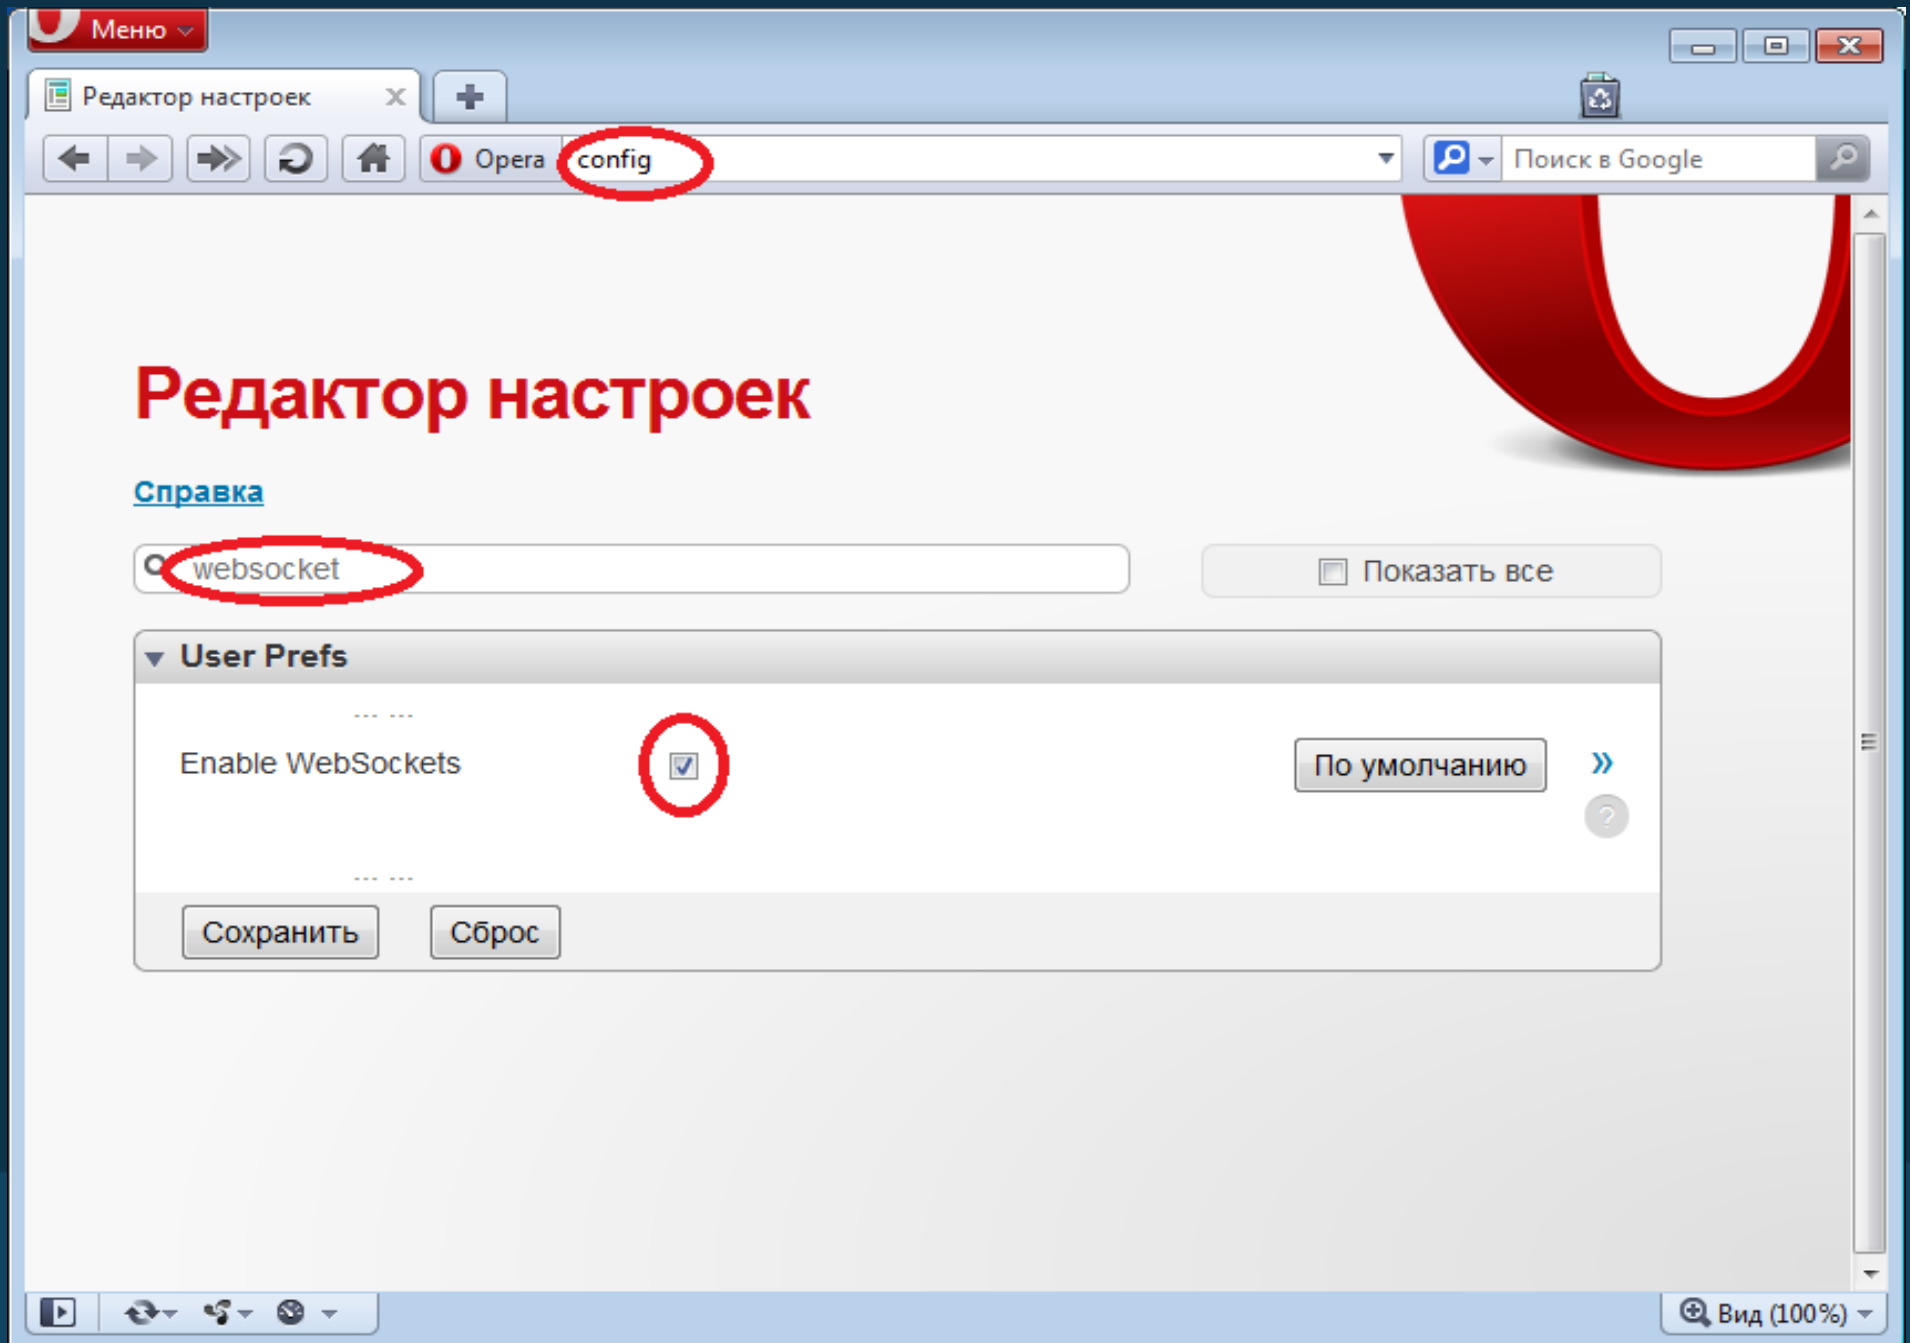 Меню
Редактор настроек
Opera config
Поиск в Google
Редактор настроек
Справка
websocket
Показать все
User Prefs
--- ---
Enable WebSockets
По умолчанию »
?
--- ---
Сохранить Сброс
Вид (100%)